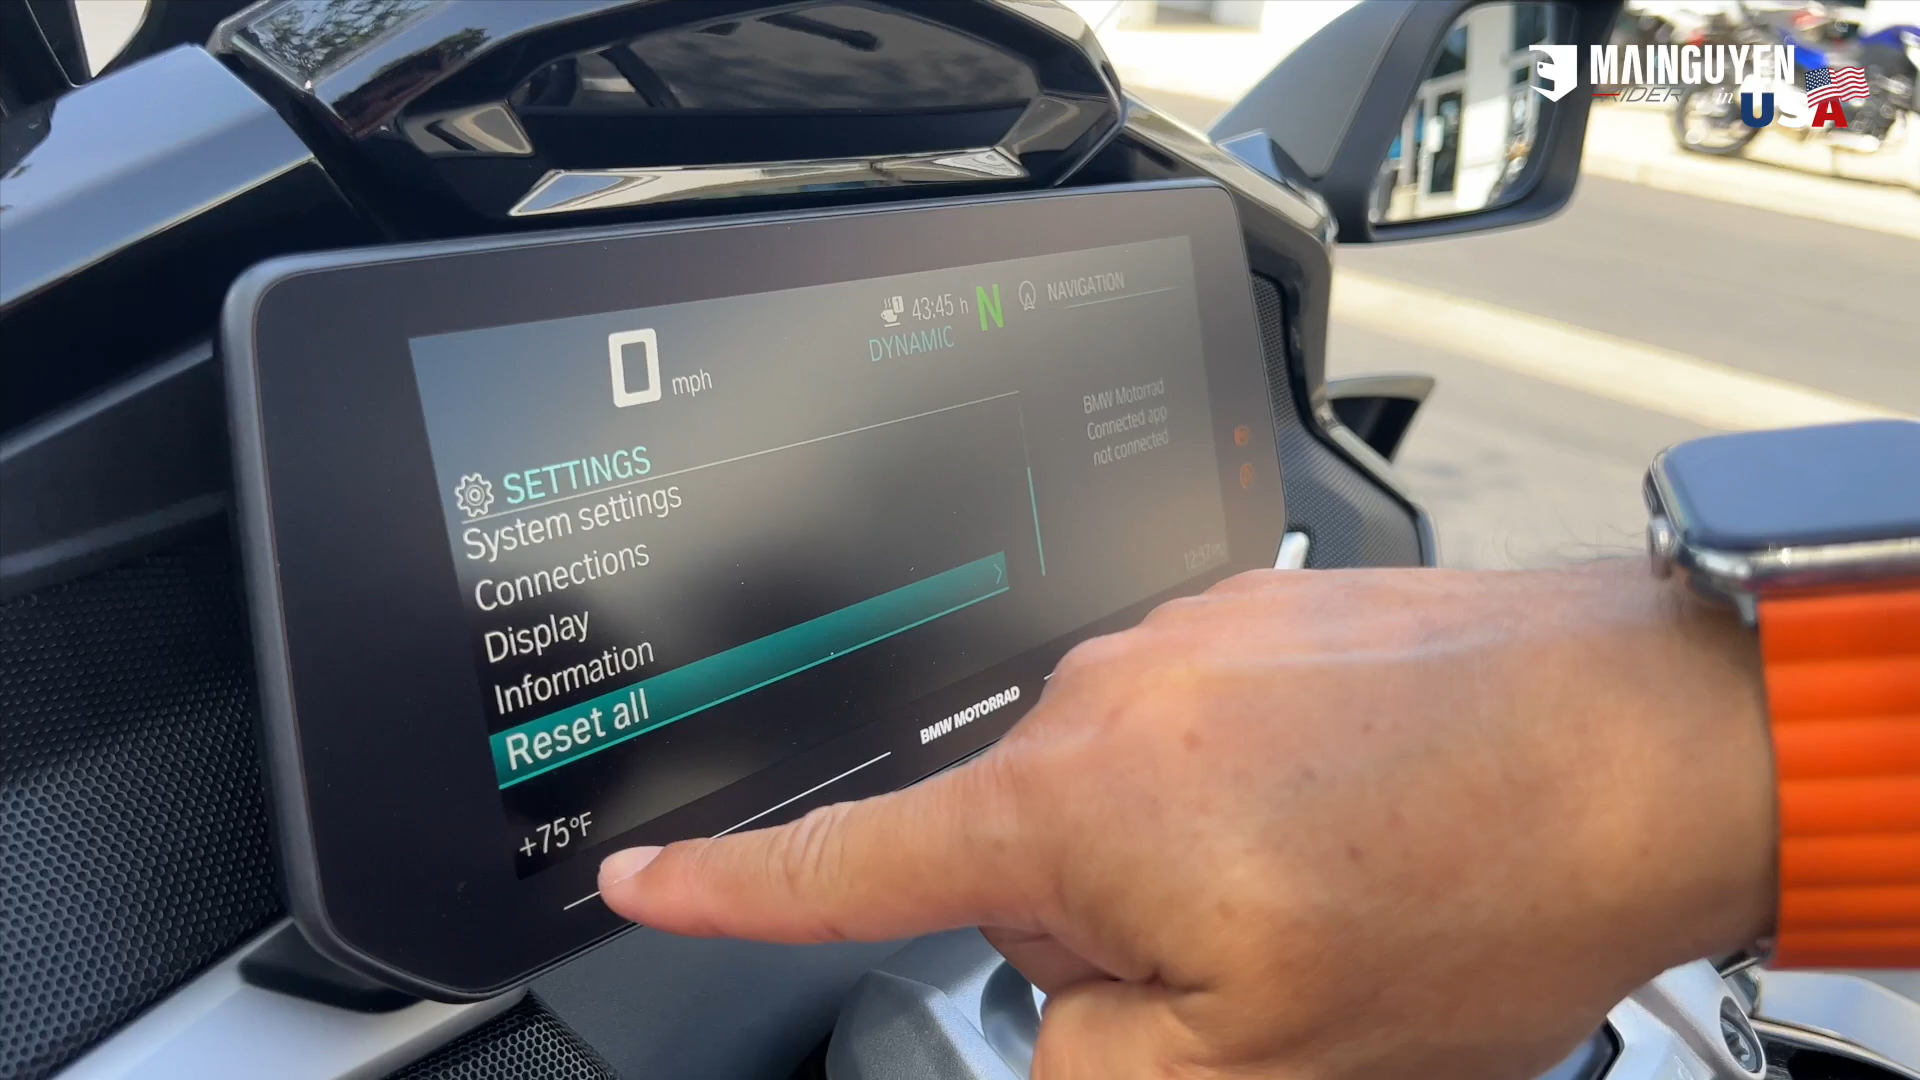 MAINGUYEN
RIDER in USA
43:45 h N NAVIGATION
DYNAMIC
0 mph
BMW Motorrad
Connected app
not connected
SETTINGS
System settings
Connections
Display
Information
Reset all
+75°F
BMW MOTORRAD